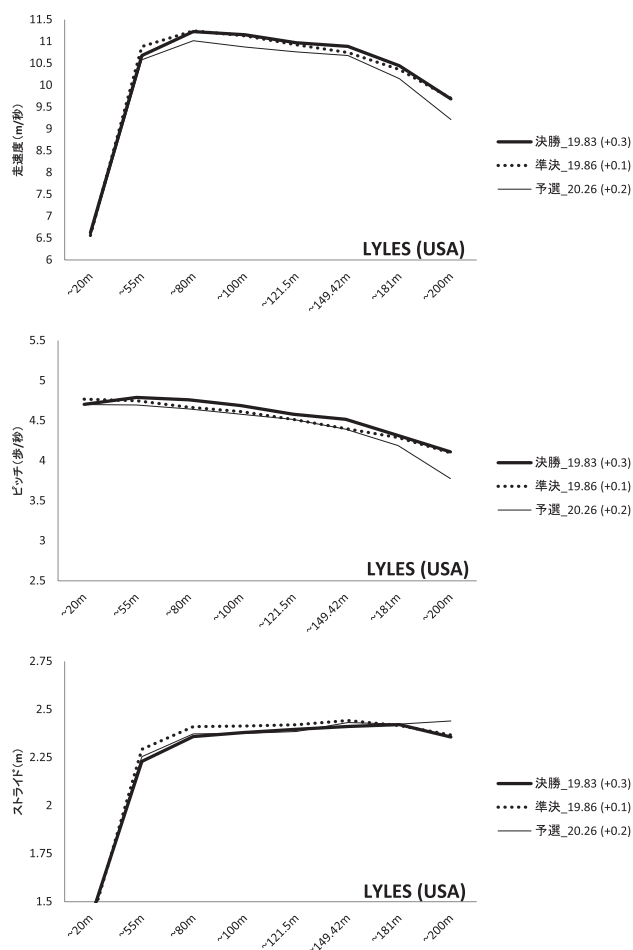 11.5
11
10.5
10
9.5
9
8.5
8
7.5
7
6.5
6
走速度(m/秒)
決勝_19.83 (+0.3)
準決_19.86 (+0.1)
予選_20.26 (+0.2)
LYLES (USA)
~20m
~55m
~80m
~100m
~121.5m
~149.42m
~181m
~200m
5.5
5
4.5
4
3.5
3
2.5
ピッチ(歩/秒)
決勝_19.83 (+0.3)
準決_19.86 (+0.1)
予選_20.26 (+0.2)
LYLES (USA)
~20m
~55m
~80m
~100m
~121.5m
~149.42m
~181m
~200m
2.75
2.5
2.25
2
1.75
1.5
ストライド(m)
決勝_19.83 (+0.3)
準決_19.86 (+0.1)
予選_20.26 (+0.2)
LYLES (USA)
~20m
~55m
~80m
~100m
~121.5m
~149.42m
~181m
~200m